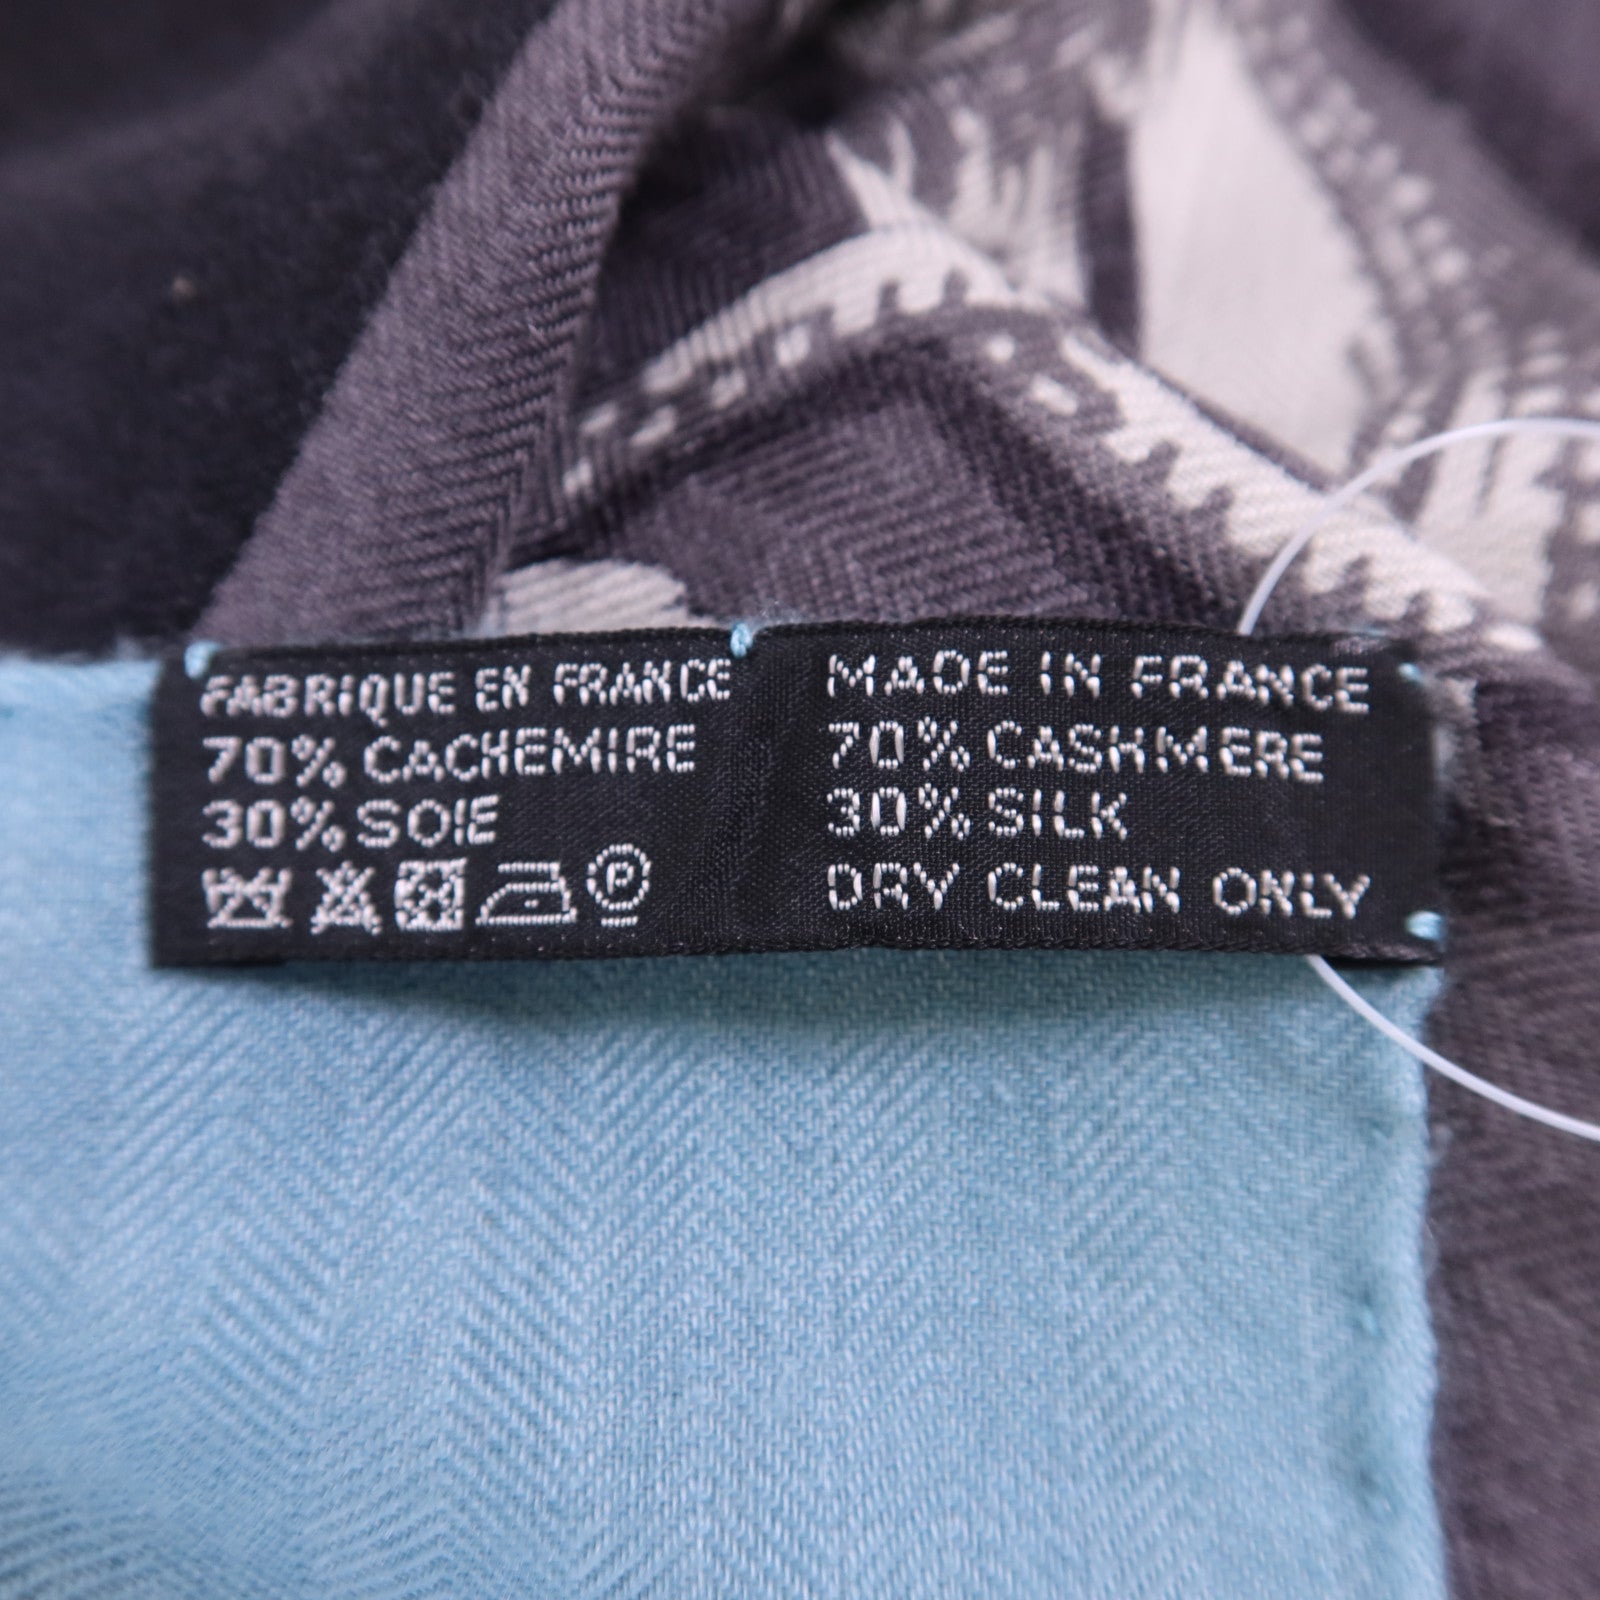 FABRIQUE EN FRANCE
70% CACHEMIRE
30% SOIE
P
MADE IN FRANCE
70% CASHMERE
30% SILK
DRY CLEAN ONLY